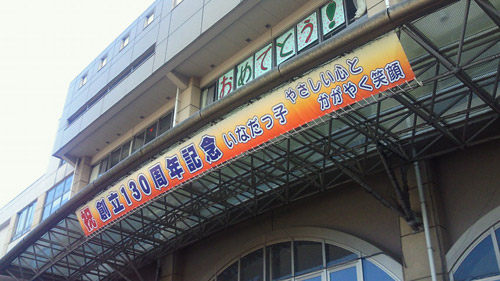 おめでとう!
祝 創立130周年記念 いなだっ子 やさしい心と
かがやく笑顔